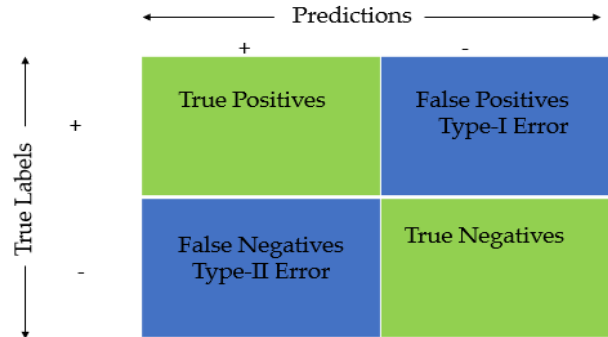 Predictions
+ -
True Labels
+
True Positives
False Positives
Type-I Error
-
False Negatives
Type-II Error
True Negatives